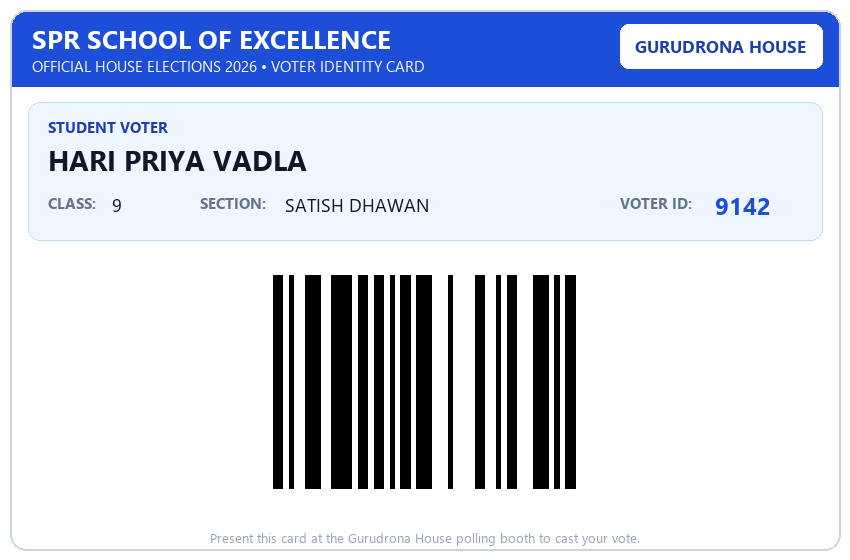 SPR SCHOOL OF EXCELLENCE
OFFICIAL HOUSE ELECTIONS 2026 • VOTER IDENTITY CARD
GURUDRONA HOUSE
STUDENT VOTER
HARI PRIYA VADLA
CLASS: 9 SECTION: SATISH DHAWAN VOTER ID: 9142
Present this card at the Gurudrona House polling booth to cast your vote.